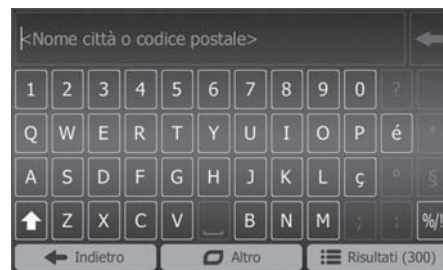 <Nome città o codice postale>
1 2 3 4 5 6 7 8 9 0 ?
Q W E R T Y U I O P é *
A S D F G H J K L ç ° §
Z X C V B N M ; : %/!
Indietro Altro Risultati (300)